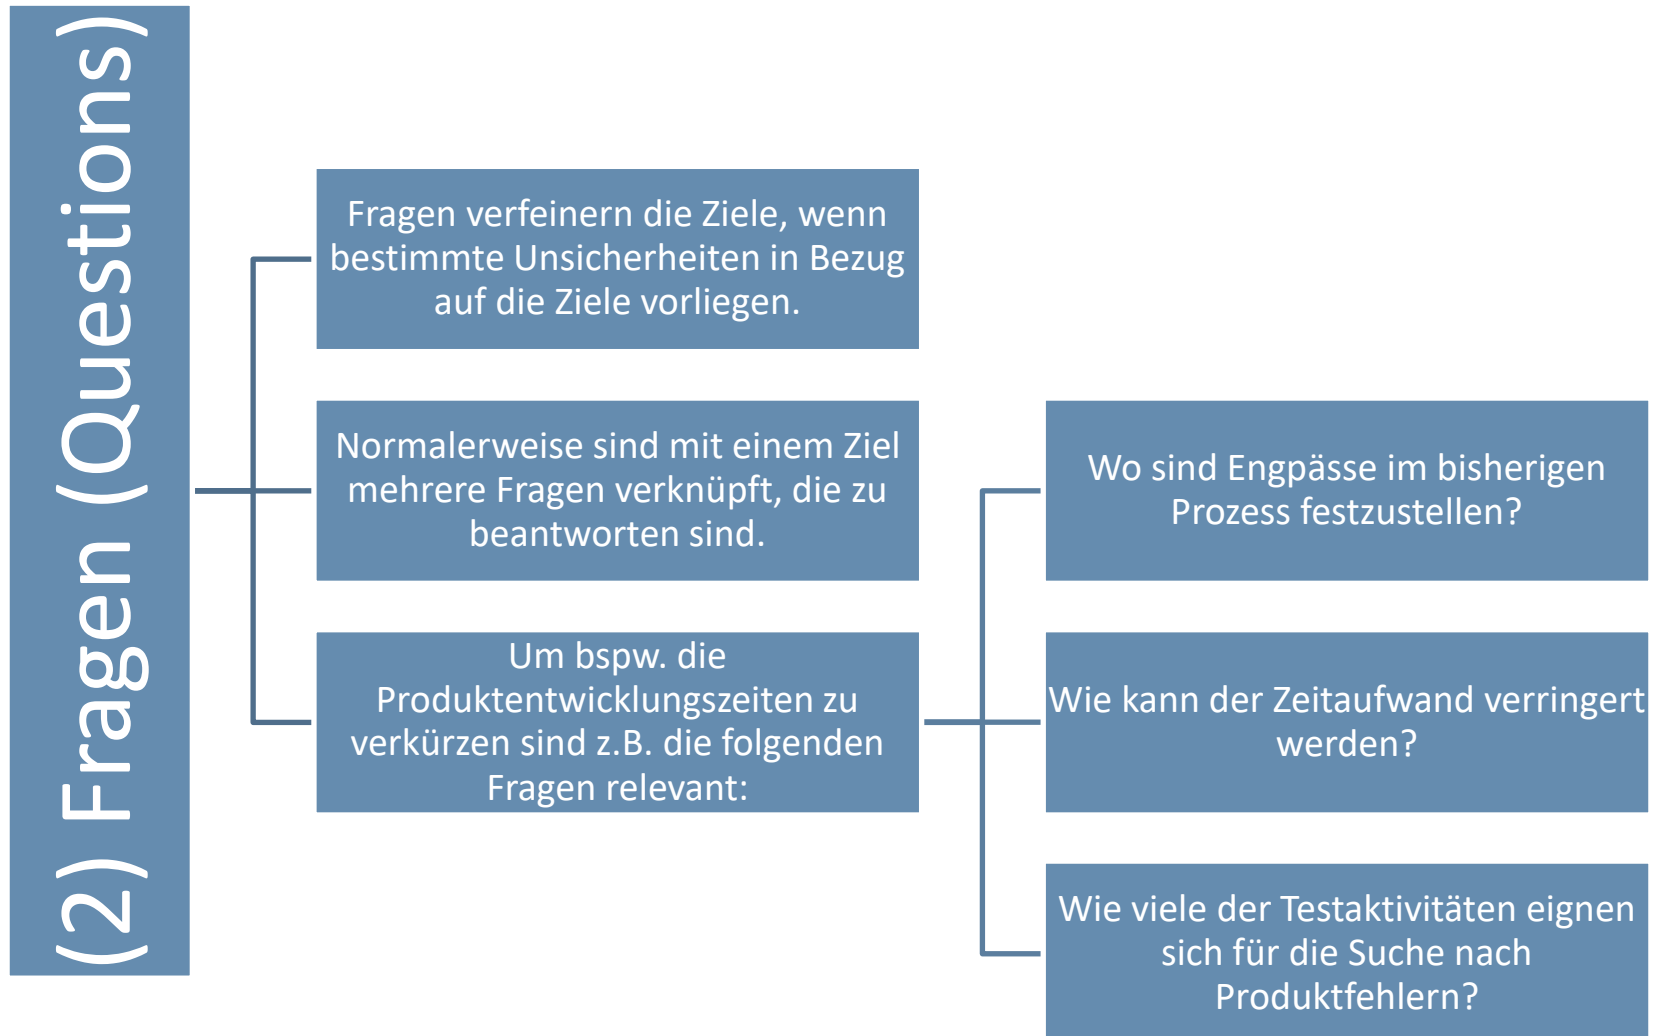 (2) Fragen (Questions)
Fragen verfeinern die Ziele, wenn
bestimmte Unsicherheiten in Bezug
auf die Ziele vorliegen.
Normalerweise sind mit einem Ziel
mehrere Fragen verknüpft, die zu
beantworten sind.
Um bspw. die
Produktentwicklungszeiten zu
verkürzen sind z.B. die folgenden
Fragen relevant:
Wo sind Engpässe im bisherigen
Prozess festzustellen?
Wie kann der Zeitaufwand verringert
werden?
Wie viele der Testaktivitäten eignen
sich für die Suche nach
Produktfehlern?